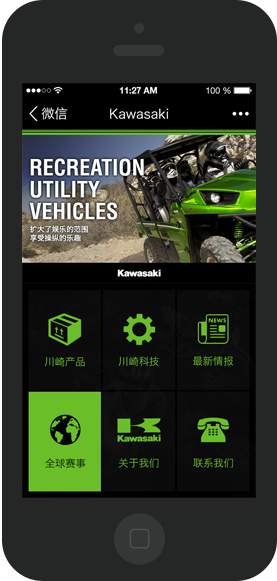 11:27 AM
100 %
微信
Kawasaki
RECREATION
UTILITY
VEHICLES
扩大了娱乐的范围
享受操纵的乐趣
Kawasaki
川崎产品
川崎科技
NEWS
最新情报
全球赛事
Kawasaki
关于我们
联系我们